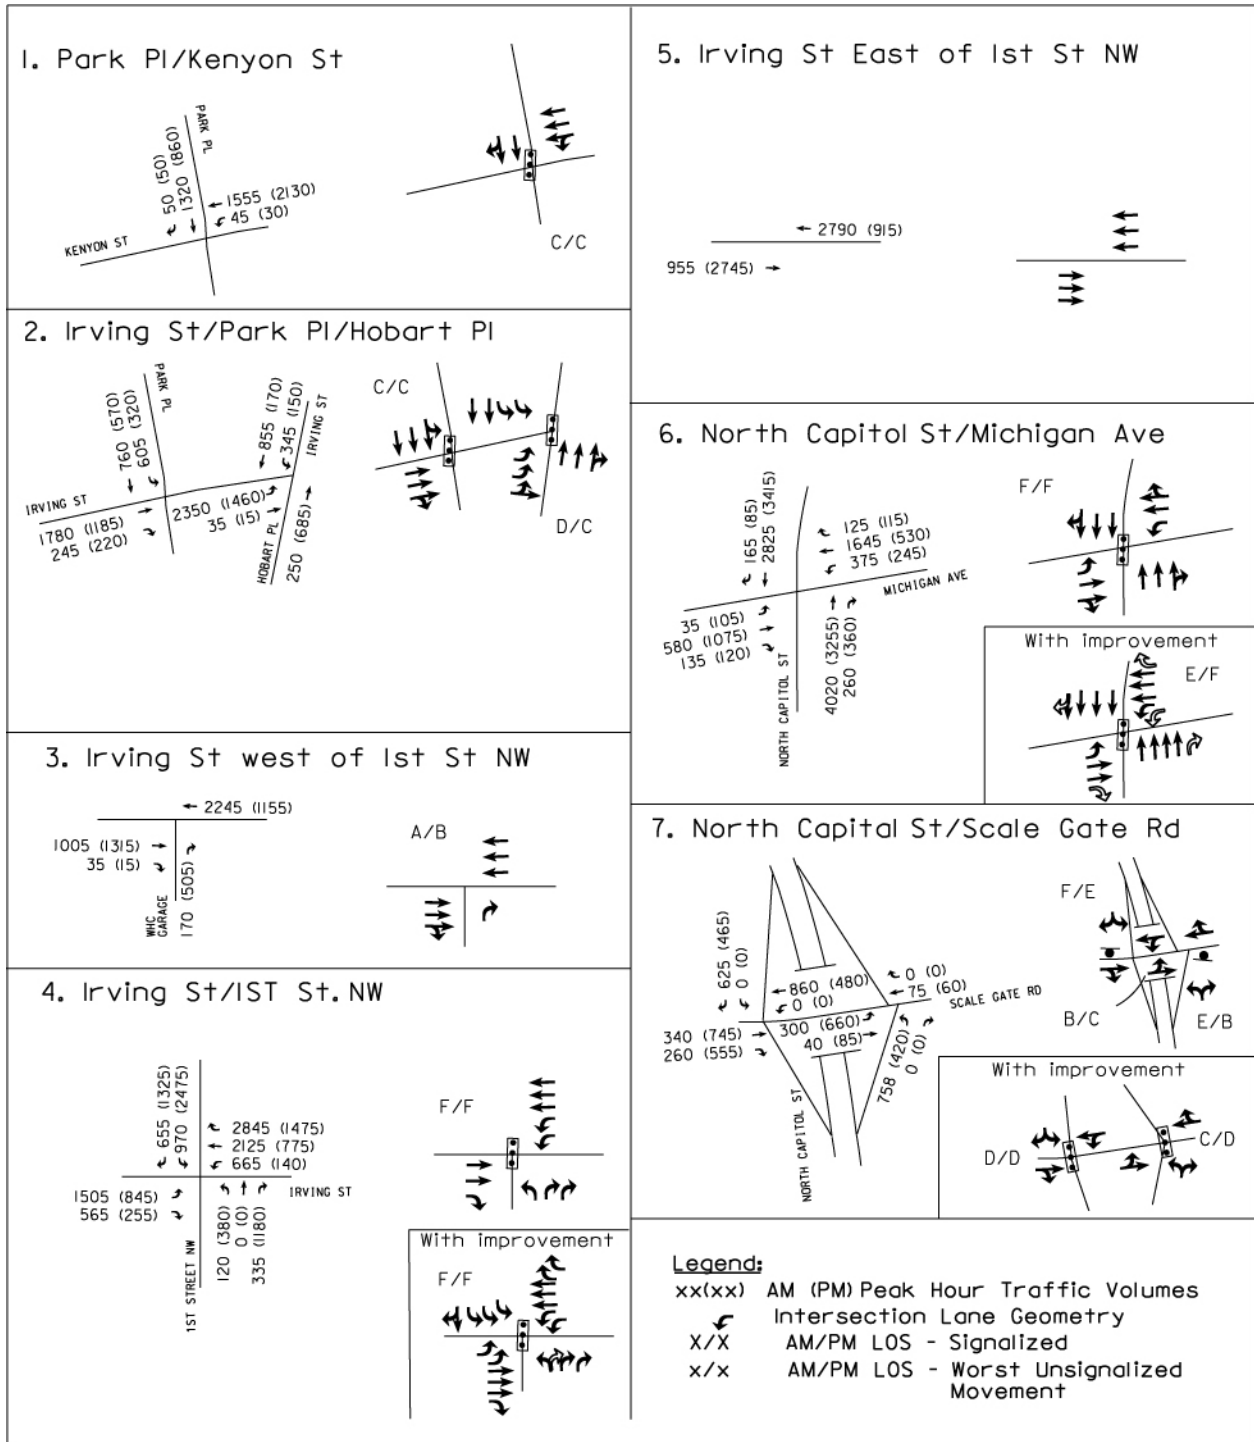 1. Park Pl/Kenyon St
PARK PL
50 (50)
1320 (860)
1555 (2130)
45 (30)
KENYON ST
C/C
2. Irving St/Park Pl/Hobart Pl
PARK PL
760 (570)
605 (320)
855 (170)
345 (150)
IRVING ST
IRVING ST
1780 (1185)
245 (220)
2350 (1460)
35 (15)
HOBART PL
250 (685)
C/C
D/C
3. Irving St west of 1st St NW
2245 (1155)
1005 (1315)
35 (15)
WHC
GARAGE
170 (505)
A/B
4. Irving St/1ST St. NW
655 (1325)
970 (2475)
2845 (1475)
2125 (775)
665 (140)
IRVING ST
1505 (845)
565 (255)
1ST STREET NW
120 (380)
0 (0)
335 (1180)
F/F
With improvement
F/F
5. Irving St East of 1st St NW
2790 (915)
955 (2745)
6. North Capitol St/Michigan Ave
165 (85)
2825 (3415)
125 (115)
1645 (530)
375 (245)
MICHIGAN AVE
35 (105)
580 (1075)
135 (120)
NORTH CAPITOL ST
4020 (3255)
260 (360)
F/F
With improvement
E/F
7. North Capital St/Scale Gate Rd
625 (465)
0 (0)
860 (480)
0 (0)
0 (0)
75 (60)
SCALE GATE RD
340 (745)
260 (555)
300 (660)
40 (85)
758 (420)
0 (0)
NORTH CAPITOL ST
F/E
B/C
E/B
With improvement
D/D
C/D
Legend:
xx(xx) AM (PM) Peak Hour Traffic Volumes
Intersection Lane Geometry
X/X AM/PM LOS - Signalized
x/x AM/PM LOS - Worst Unsignalized
Movement